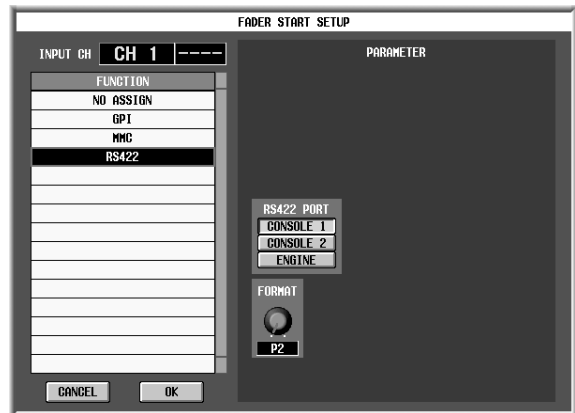 FADER START SETUP
INPUT CH CH 1 ----
FUNCTION
NO ASSIGN
GPI
MMC
RS422
CANCEL OK
PARAMETER
RS422 PORT
CONSOLE 1
CONSOLE 2
ENGINE
FORMAT
P2